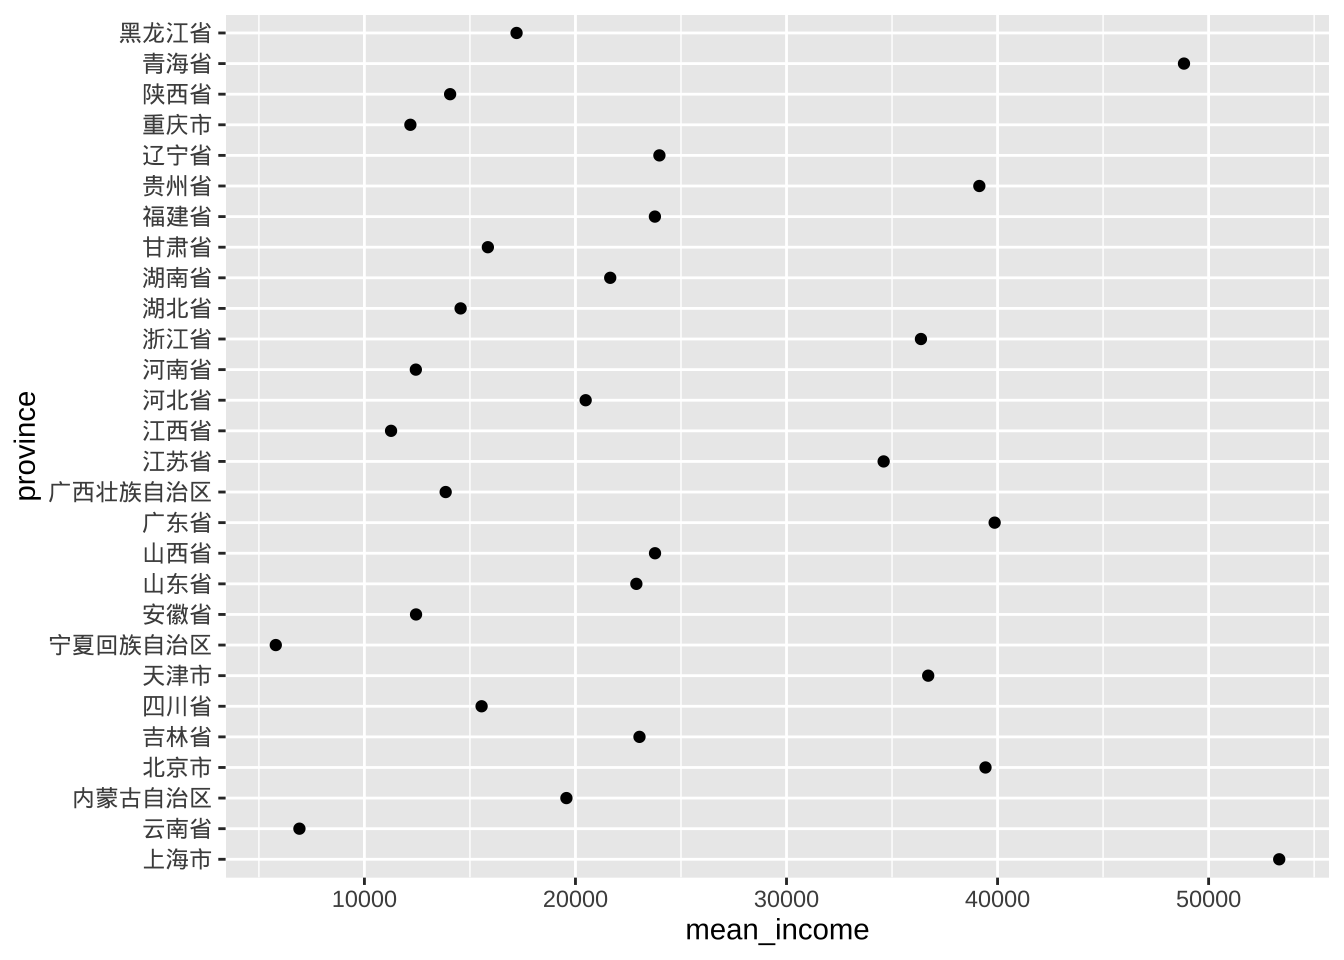 黑龙江省
青海省
陕西省
重庆市
辽宁省
贵州省
福建省
甘肃省
湖南省
湖北省
浙江省
河南省
河北省
江西省
江苏省
广西壮族自治区
广东省
山西省
山东省
安徽省
宁夏回族自治区
天津市
四川省
吉林省
北京市
内蒙古自治区
云南省
上海市
province
10000 20000 30000 40000 50000
mean_income